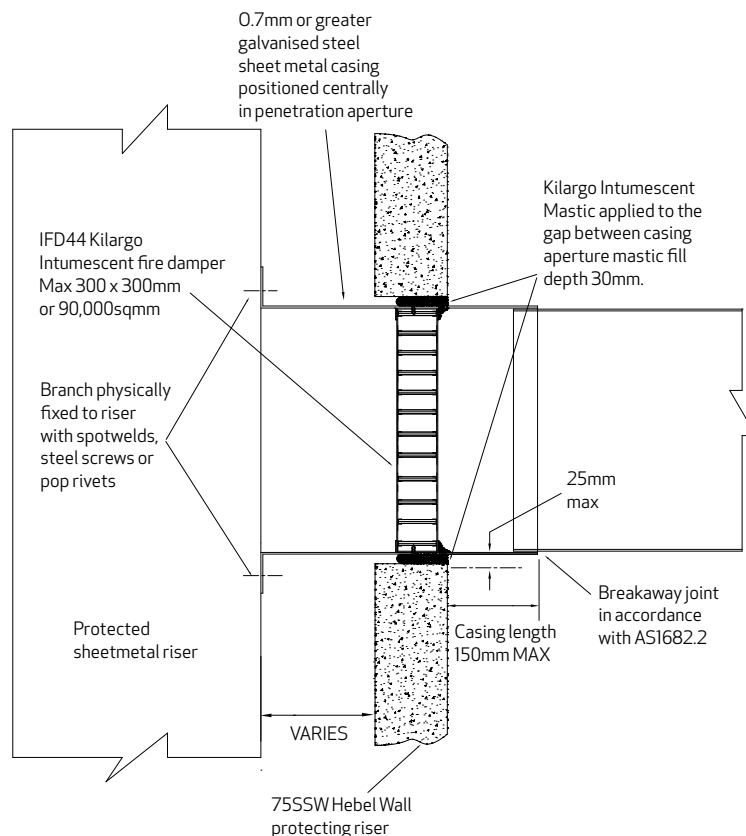 0.7mm or greater
galvanised steel
sheet metal casing
positioned centrally
in penetration aperture
Kilargo Intumescent
Mastic applied to the
gap between casing
aperture mastic fill
depth 30mm.
IFD44 Kilargo
Intumescent fire damper
Max 300 x 300mm
or 90,000sqmm
Branch physically
fixed to riser
with spotwelds,
steel screws or
pop rivets
25mm
max
Breakaway joint
in accordance
with AS1682.2
Protected
sheetmetal riser
Casing length
150mm MAX
VARIES
75SSW Hebel Wall
protecting riser